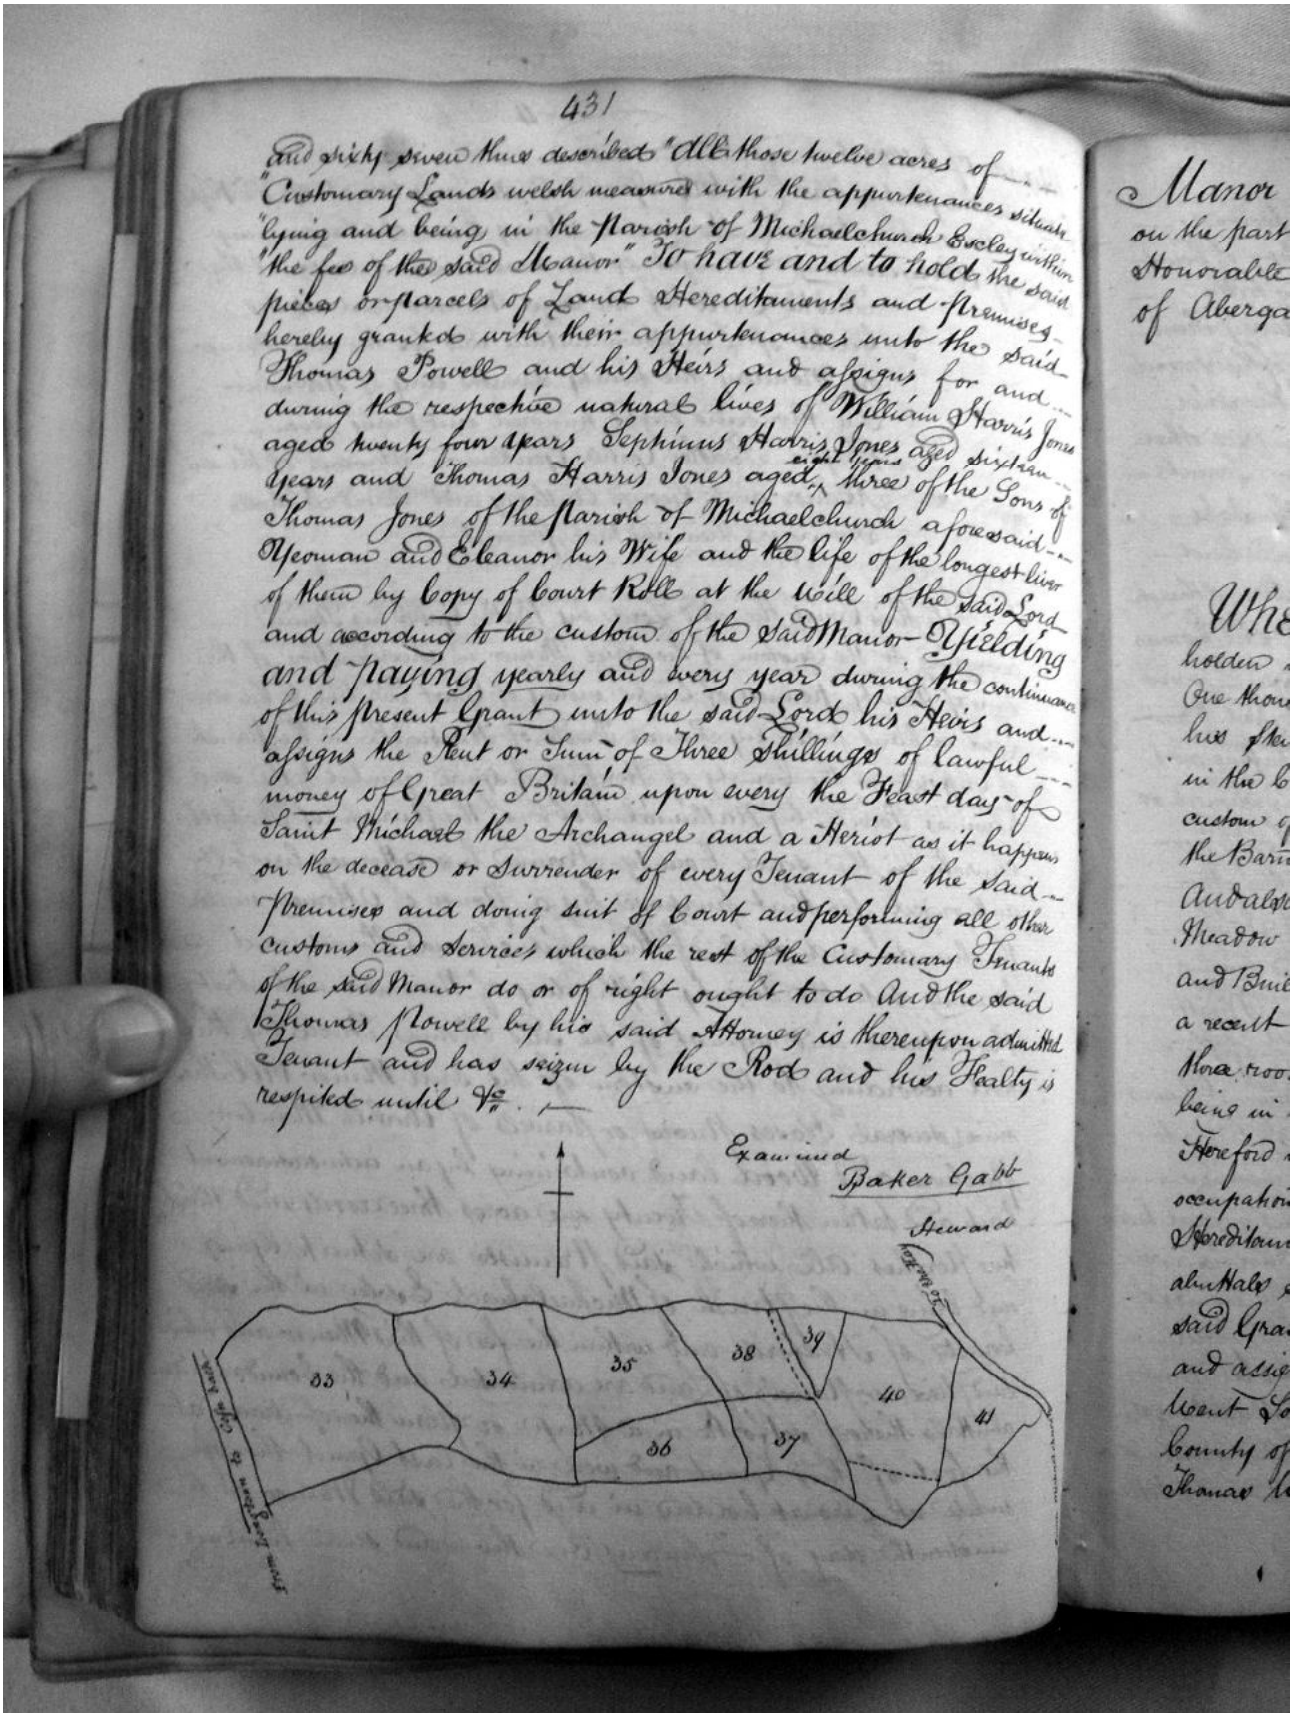 431
and sixty seven thus described "All those twelve acres of
"Customary Lands welsh measure with the appurtenances situate
"lying and being in the Parish of Michaelchurch Escley within
"the fee of the said Manor" To have and to hold the said
pieces or parcels of Land Hereditaments and Premises
hereby granted with their appurtenances unto the said
Thomas Powell and his Heirs and assigns for and
during the respective natural lives of William Harris Jones
aged twenty four years Sephinus Harris Jones aged sixteen
years and Thomas Harris Jones aged eight years three of the Sons of
Thomas Jones of the Parish of Michaelchurch aforesaid
Yeoman and Eleanor his Wife and the life of the longest liver
of them by Copy of Court Roll at the Will of the said Lord
and according to the custom of the said Manor - Yielding
and paying yearly and every year during the continuance
of this present Grant unto the said Lord his Heirs and
assigns the Rent or Sum of Three Shillings of lawful
money of Great Britain upon every the Feast day of
Saint Michael the Archangel and a Heriot as it happens
on the decease or Surrender of every Tenant of the said
Premises and doing suit of Court and performing all other
customs and services which the rest of the Customary Tenants
of the said Manor do or of right ought to do And the said
Thomas Powell by his said Attorney is thereupon admitted
Tenant and has seizin by the Rod and his Fealty is
respited until &c.
Examined
Baker Gabb
Steward
To the Hay
33
34
35
36
37
38
39
40
41
From to Cefn
Manor
on the part
Honorable
of Aberga
Whe
holden
One thous
his
in the C
custom of
the Barn
And also
Meadow
and Buil
a recent
three roo
being in
Hereford
occupation
Hereditam
abuttals
said Gra
and assig
Went
County of
Thomas